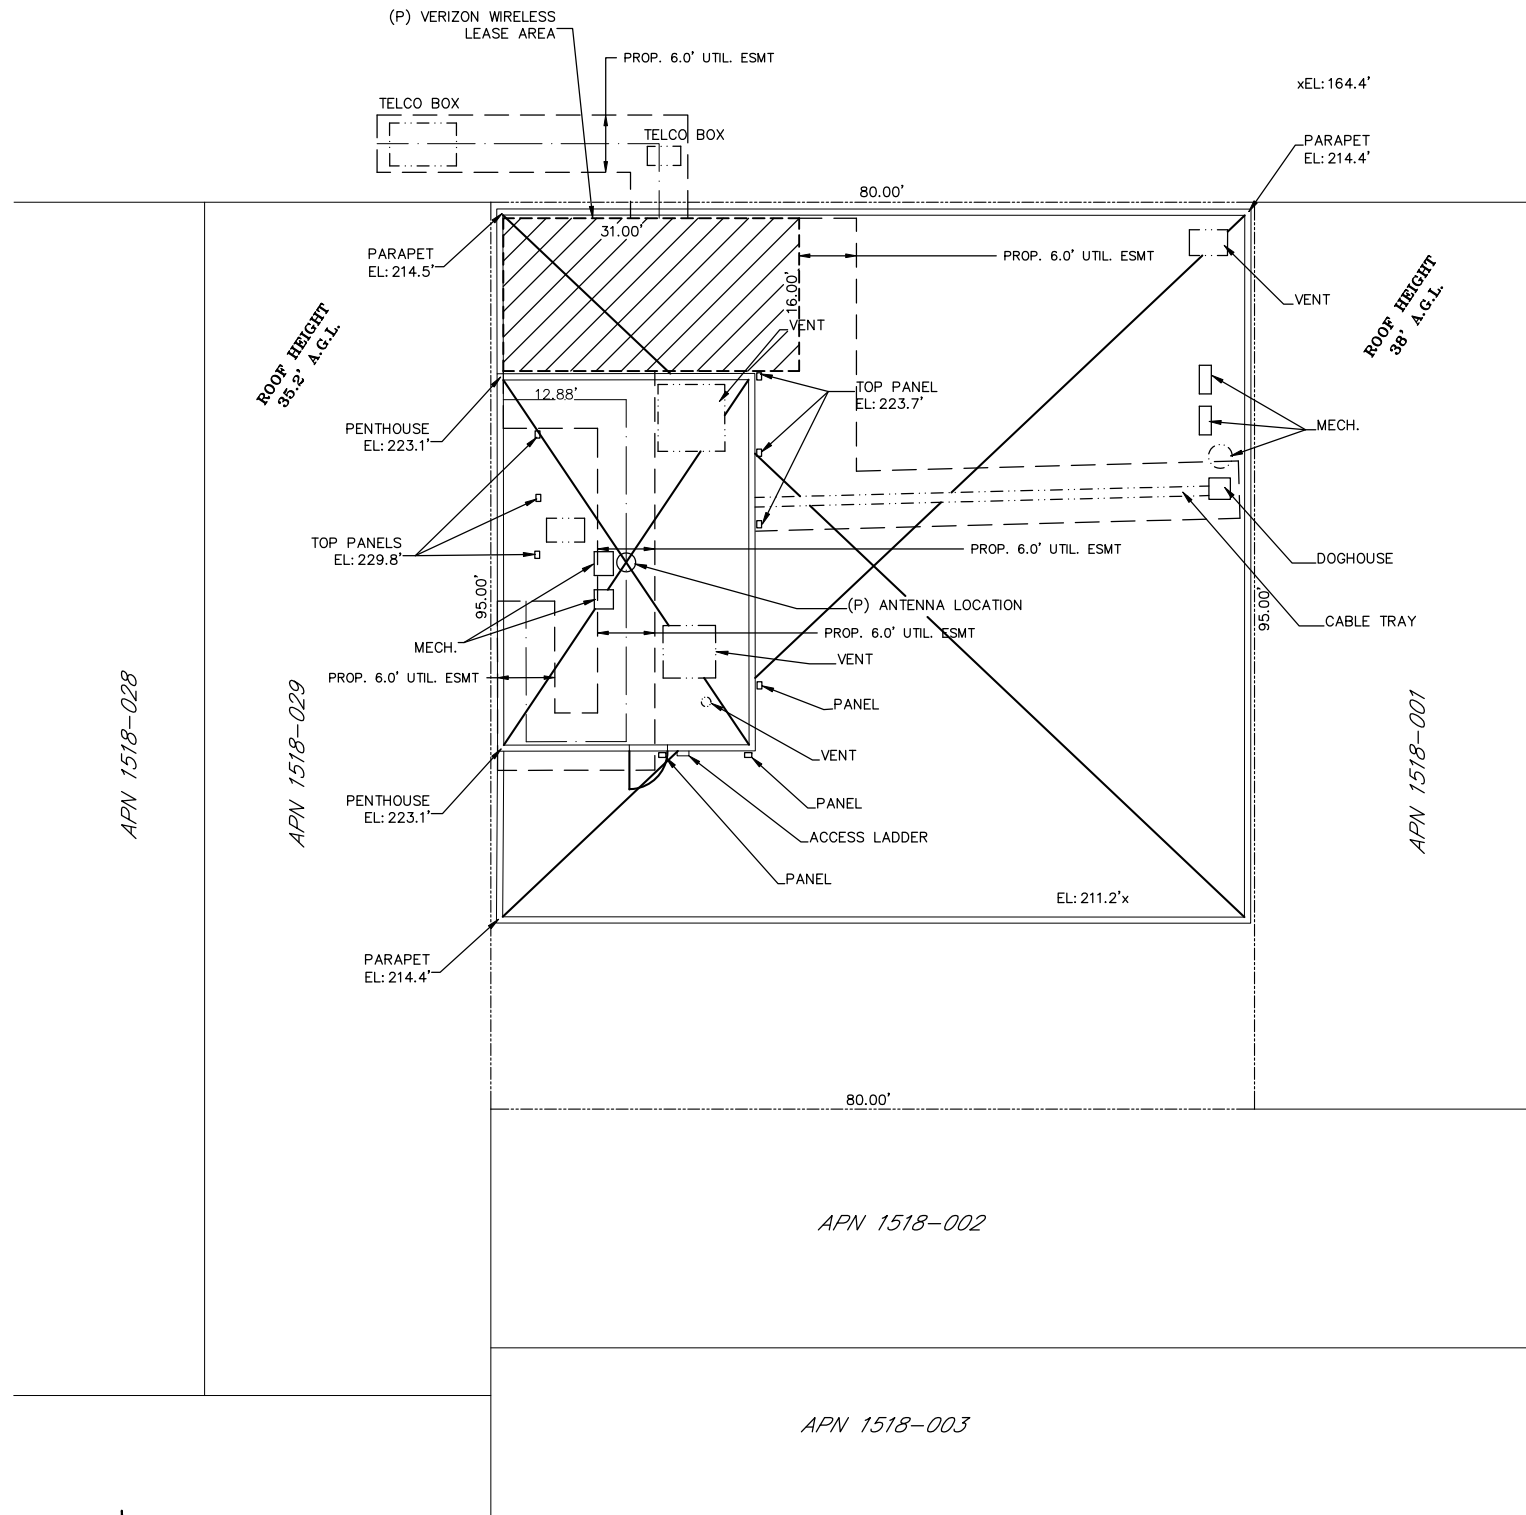 (P) VERIZON WIRELESS
LEASE AREA
PROP. 6.0' UTIL. ESMT
xEL: 164.4'
TELCO BOX
TELCO BOX
PARAPET
EL: 214.4'
80.00'
31.00'
PARAPET
EL: 214.5'
PROP. 6.0' UTIL. ESMT
16.00'
VENT
VENT
ROOF HEIGHT
35.2' A.G.L.
ROOF HEIGHT
38' A.G.L.
12.88'
TOP PANEL
EL: 223.7'
PENTHOUSE
EL: 223.1'
MECH.
TOP PANELS
EL: 229.8'
PROP. 6.0' UTIL. ESMT
DOGHOUSE
95.00'
(P) ANTENNA LOCATION
95.00'
CABLE TRAY
PROP. 6.0' UTIL. ESMT
MECH.
VENT
PROP. 6.0' UTIL. ESMT
PANEL
APN 1518-028
APN 1518-029
APN 1518-001
VENT
PENTHOUSE
EL: 223.1'
PANEL
ACCESS LADDER
PANEL
EL: 211.2'x
PARAPET
EL: 214.4'
80.00'
APN 1518-002
APN 1518-003